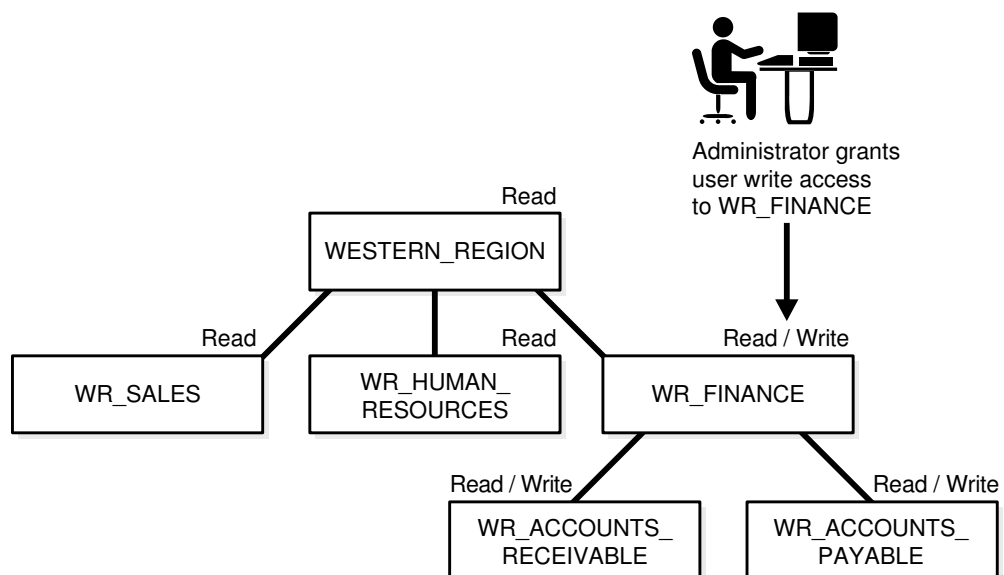 Administrator grants
user write access
to WR_FINANCE
Read
WESTERN_REGION
Read
Read
Read / Write
WR_SALES
WR_HUMAN_
RESOURCES
WR_FINANCE
Read / Write
Read / Write
WR_ACCOUNTS_
RECEIVABLE
WR_ACCOUNTS_
PAYABLE